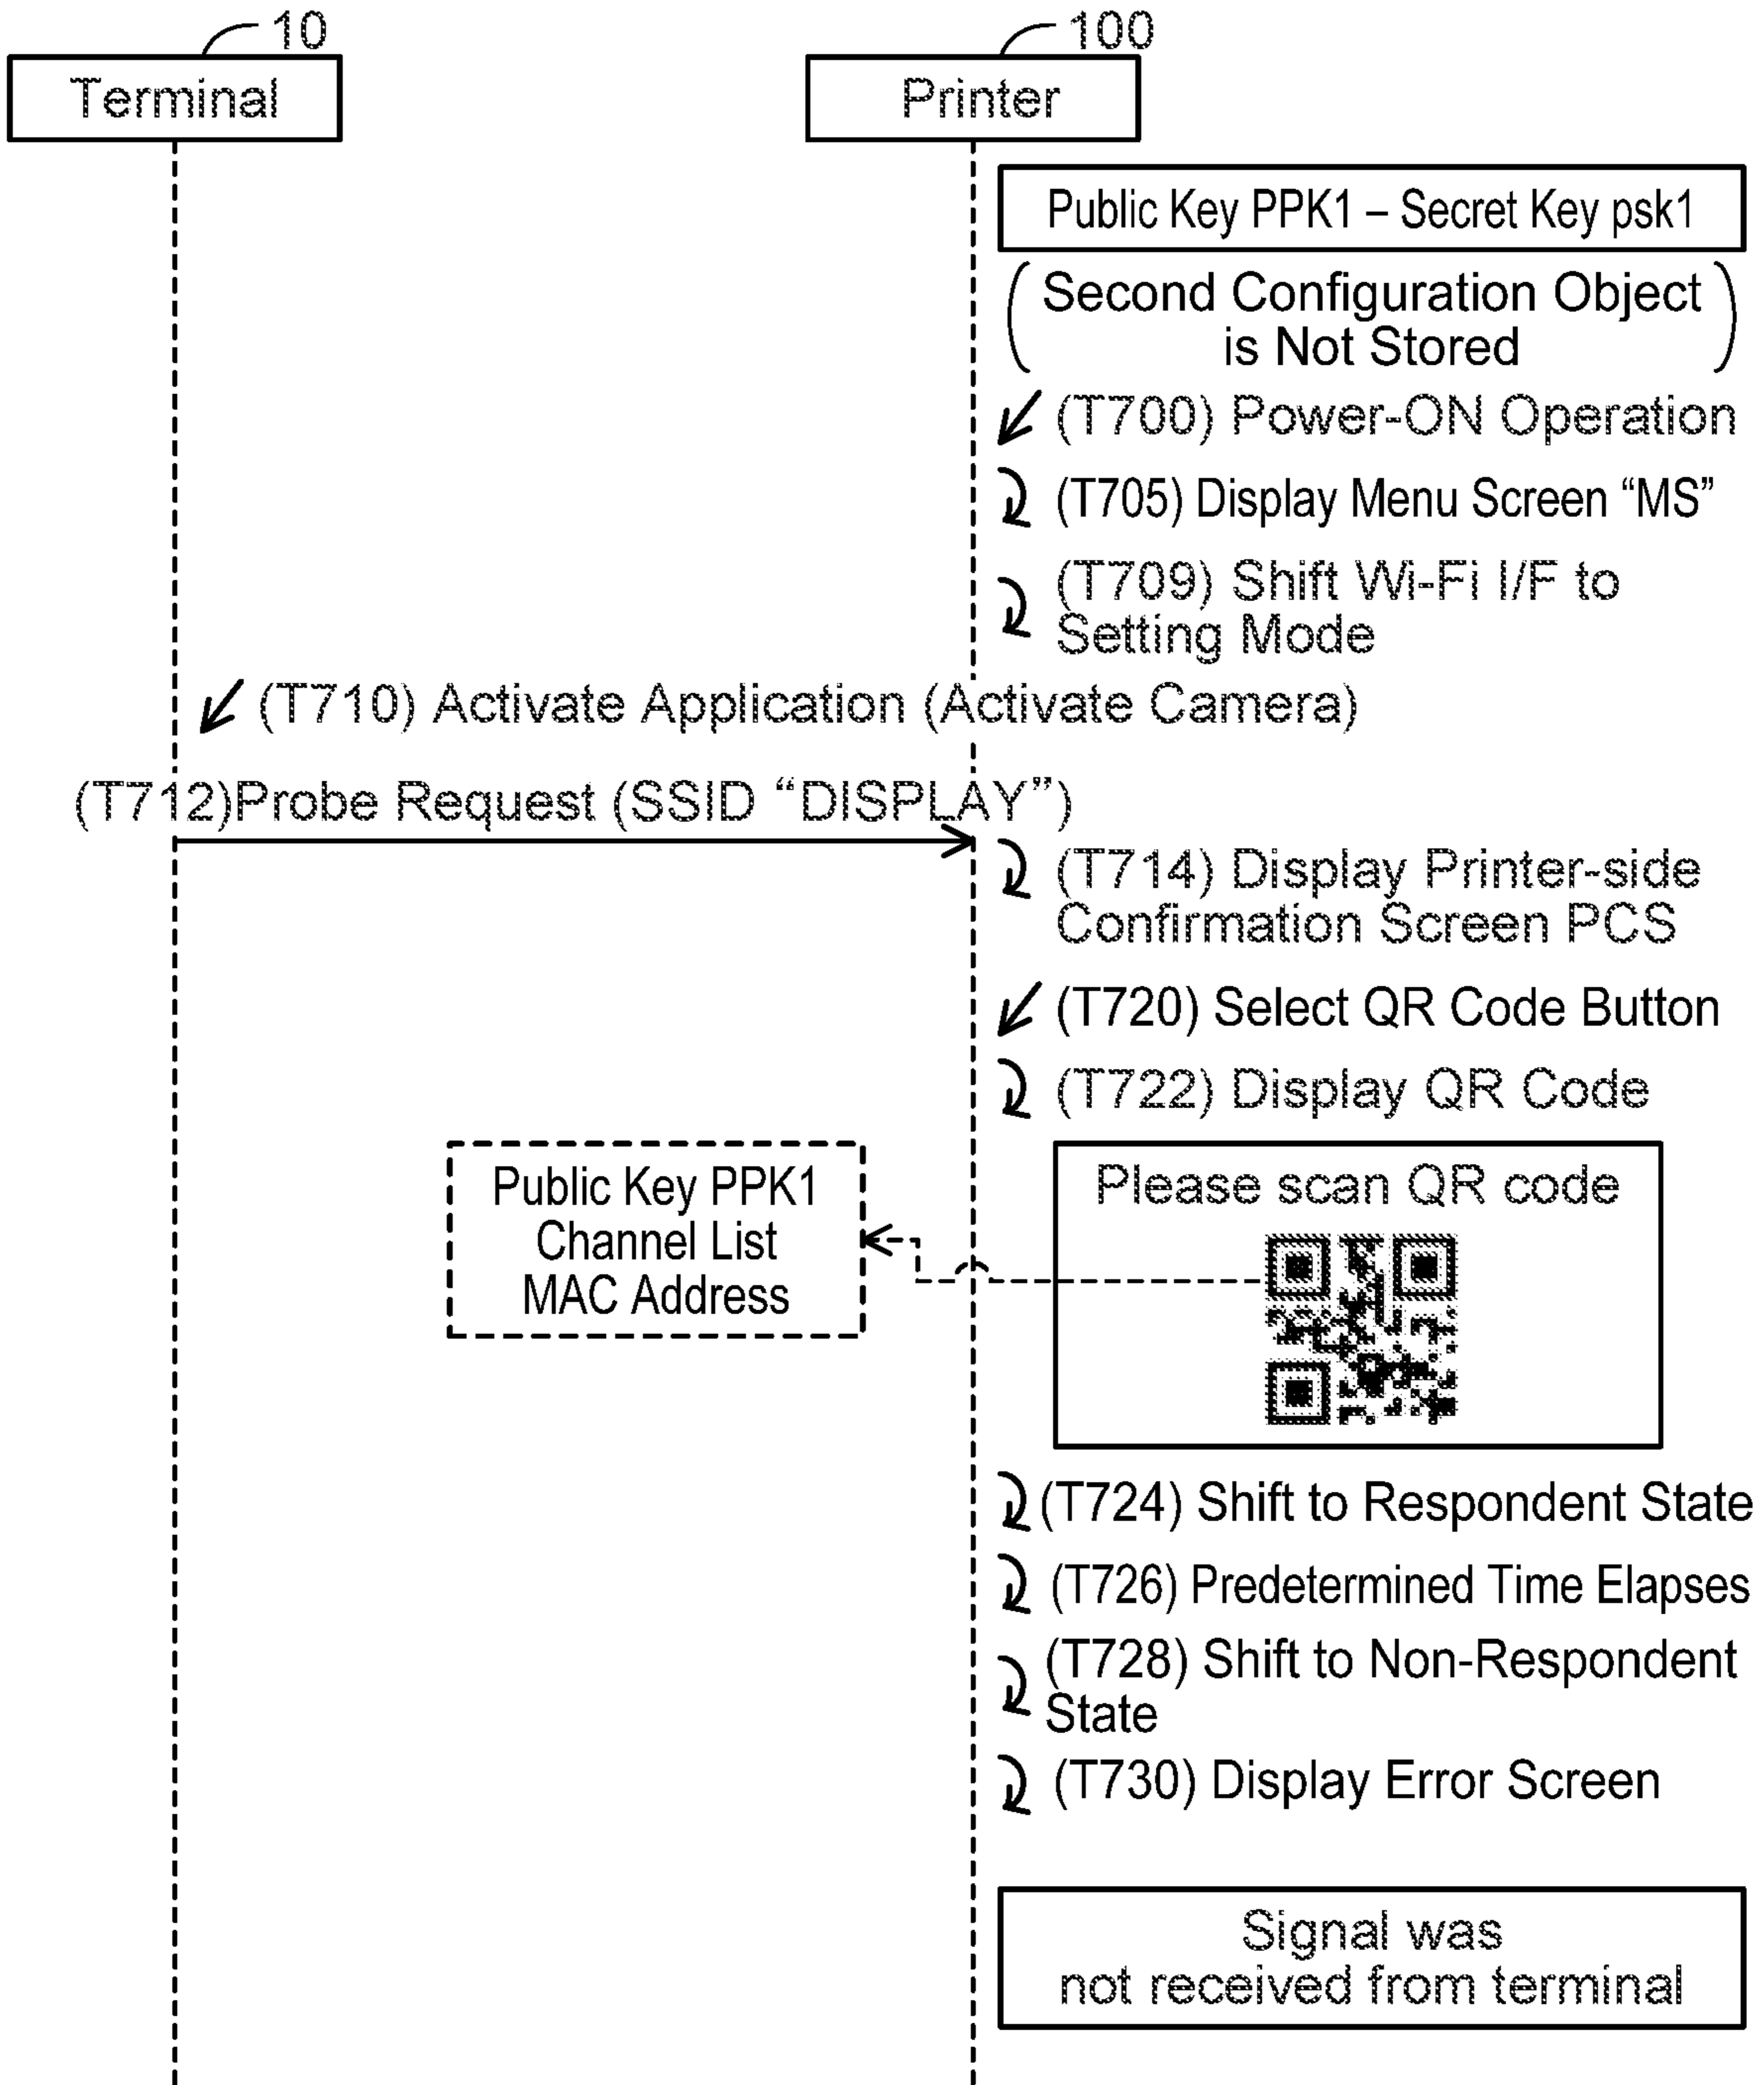 10
100
Terminal
Printer
Public Key PPK1 – Secret Key psk1
Second Configuration Object
is Not Stored
(T700) Power-ON Operation
(T705) Display Menu Screen “MS”
(T709) Shift Wi-Fi I/F to
Setting Mode
(T710) Activate Application (Activate Camera)
(T712)Probe Request (SSID “DISPLAY”)
(T714) Display Printer-side
Confirmation Screen PCS
(T720) Select QR Code Button
(T722) Display QR Code
Public Key PPK1
Channel List
MAC Address
Please scan QR code
(T724) Shift to Respondent State
(T726) Predetermined Time Elapses
(T728) Shift to Non-Respondent
State
(T730) Display Error Screen
Signal was
not received from terminal